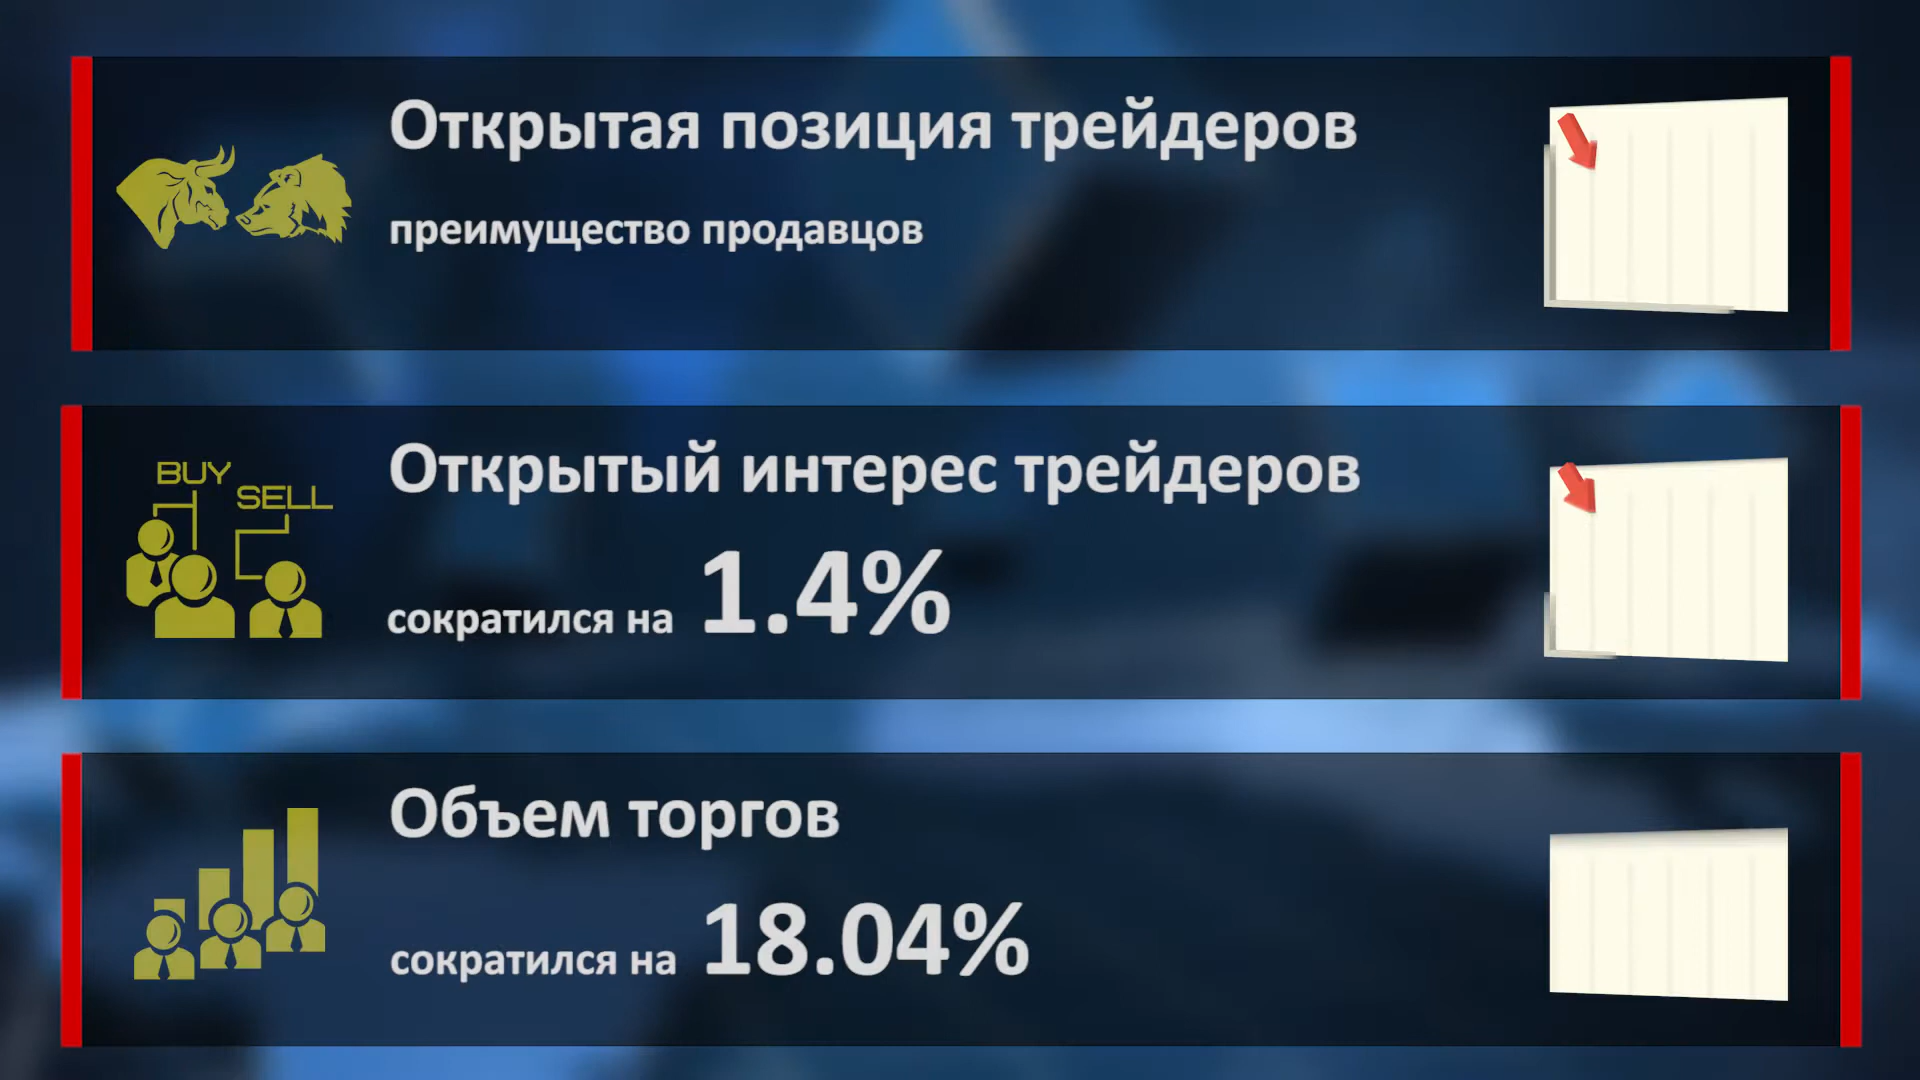 Открытая позиция трейдеров
преимущество продавцов
BUY
SELL
Открытый интерес трейдеров
сократился на 1.4%
Объем торгов
сократился на 18.04%